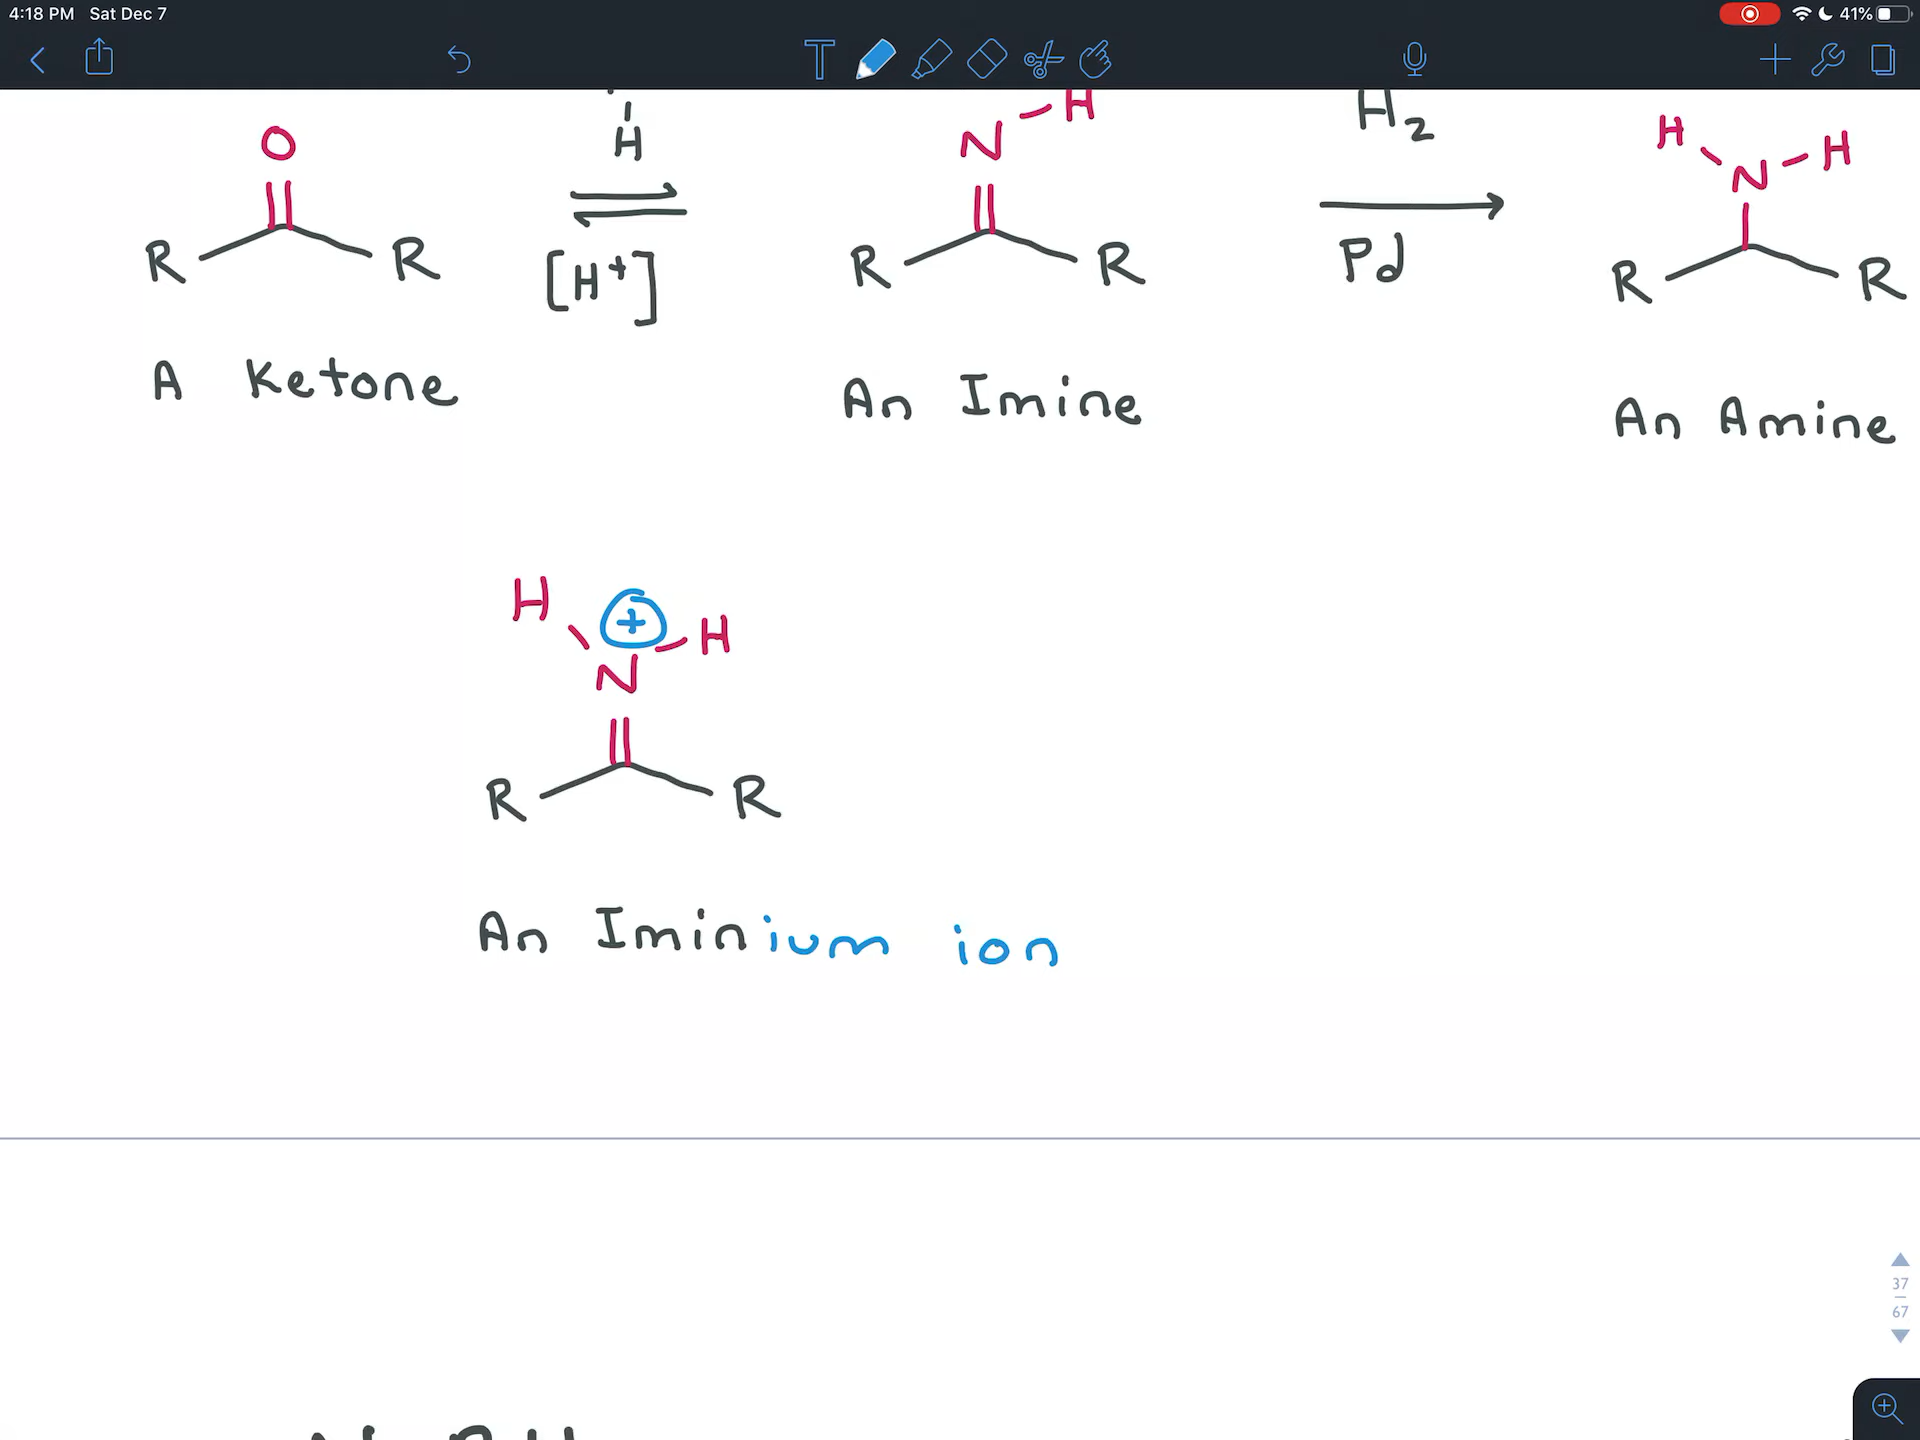 4:18 PM Sat Dec 7
41%
T
O
H
N H
H₂
H N H
R R
[H⁺]
R R
Pd
R R
A Ketone
An Imine
An Amine
H + H
N
R R
An Iminium ion
37
67